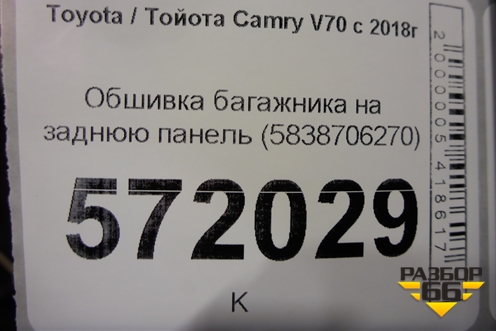 Toyota / Тойота Camry V70 с 2018г
Обшивка багажника на
заднюю панель (5838706270)
572029
К
2000005418617
РАЗБОР
66